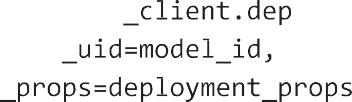 _client.dep
_uid=model_id,
_props=deployment_props